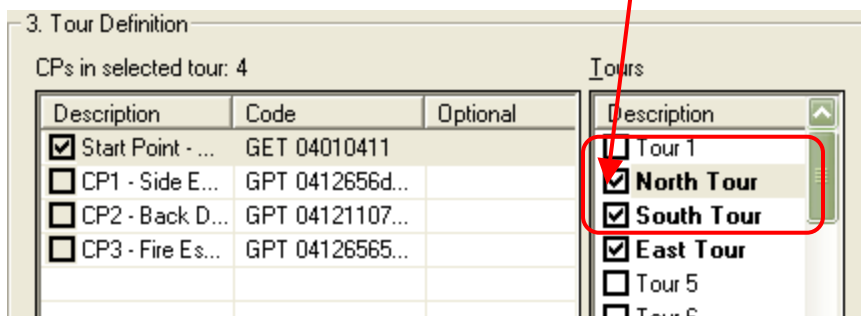 3. Tour Definition
CPs in selected tour: 4
Tours
Description Code Optional
Description
Start Point - ... GET 04010411
Tour 1
CP1 - Side E... GPT 0412656d...
North Tour
CP2 - Back D... GPT 04121107...
South Tour
CP3 - Fire Es... GPT 04126565...
East Tour
Tour 5
Tour 6